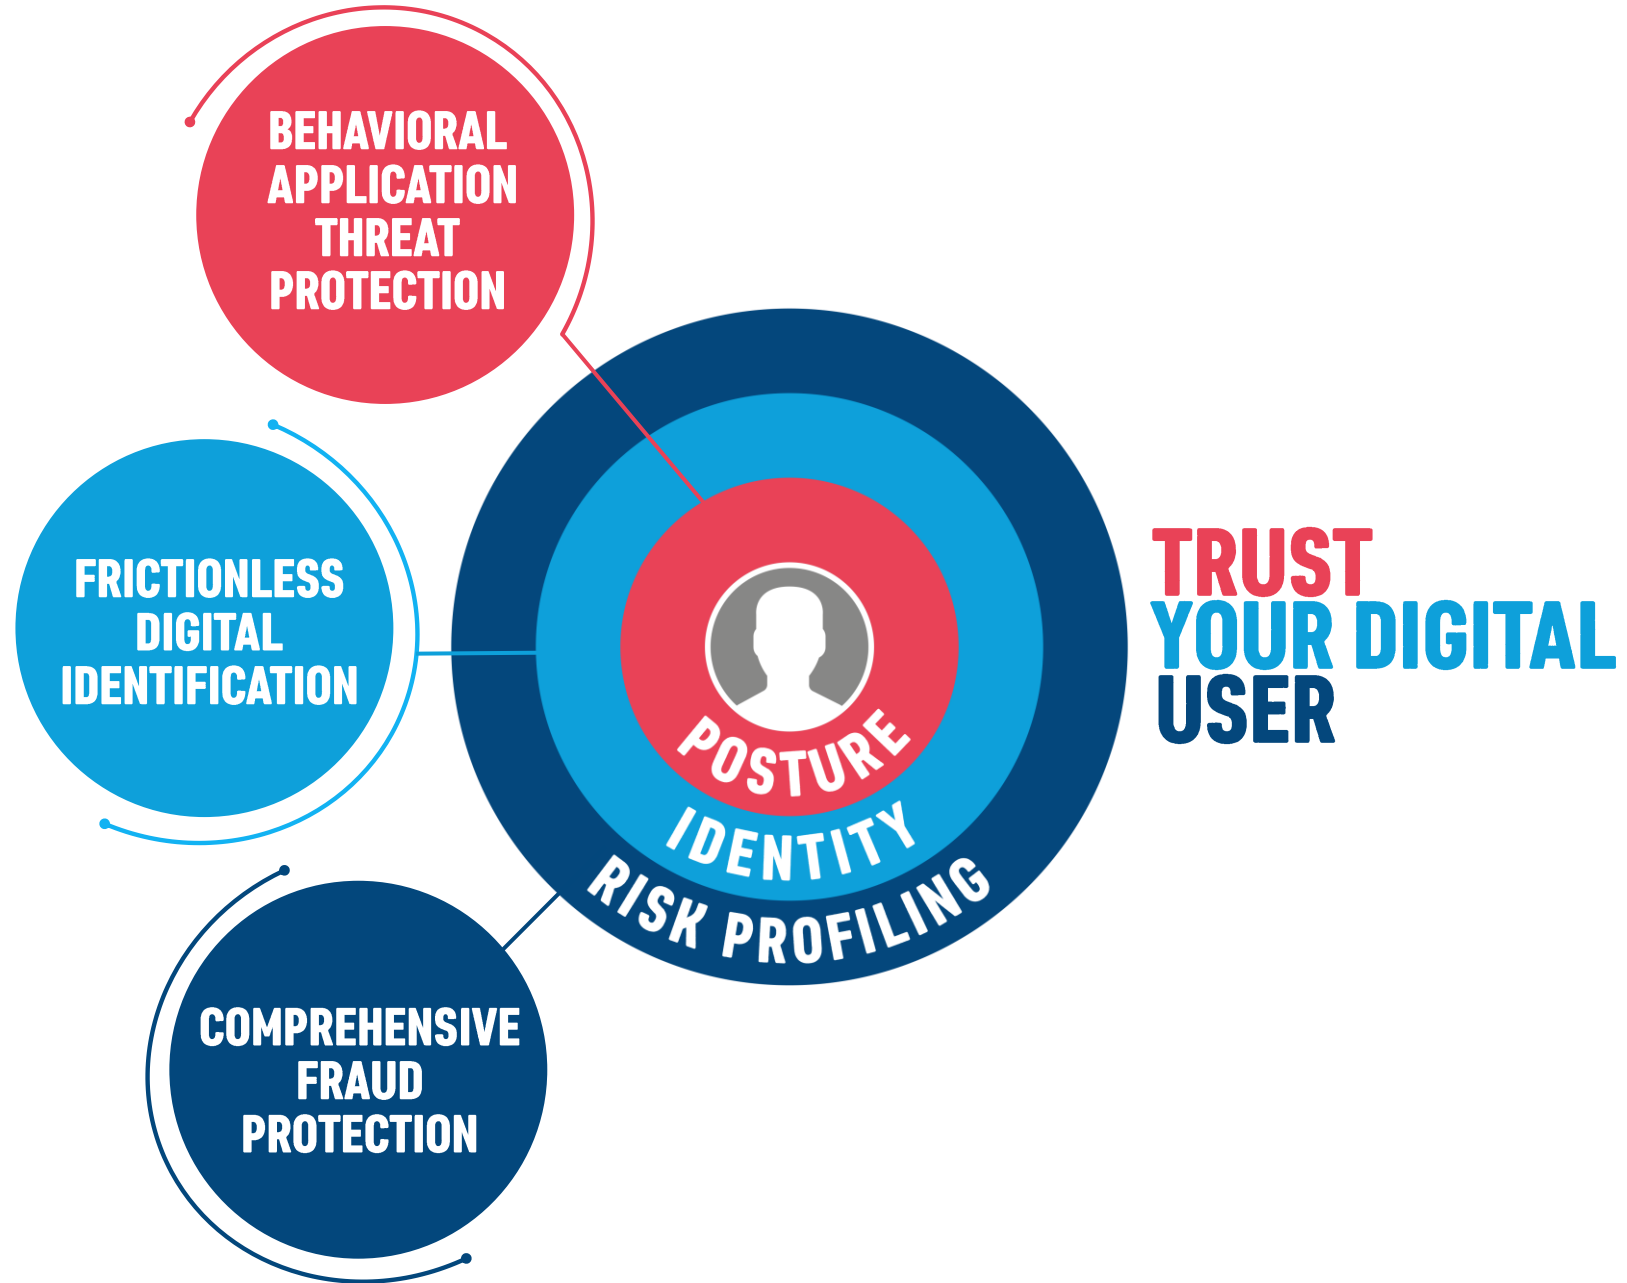 BEHAVIORAL
APPLICATION
THREAT
PROTECTION
FRICTIONLESS
DIGITAL
IDENTIFICATION
COMPREHENSIVE
FRAUD
PROTECTION
POSTURE
IDENTITY
RISK PROFILING
TRUST
YOUR DIGITAL
USER